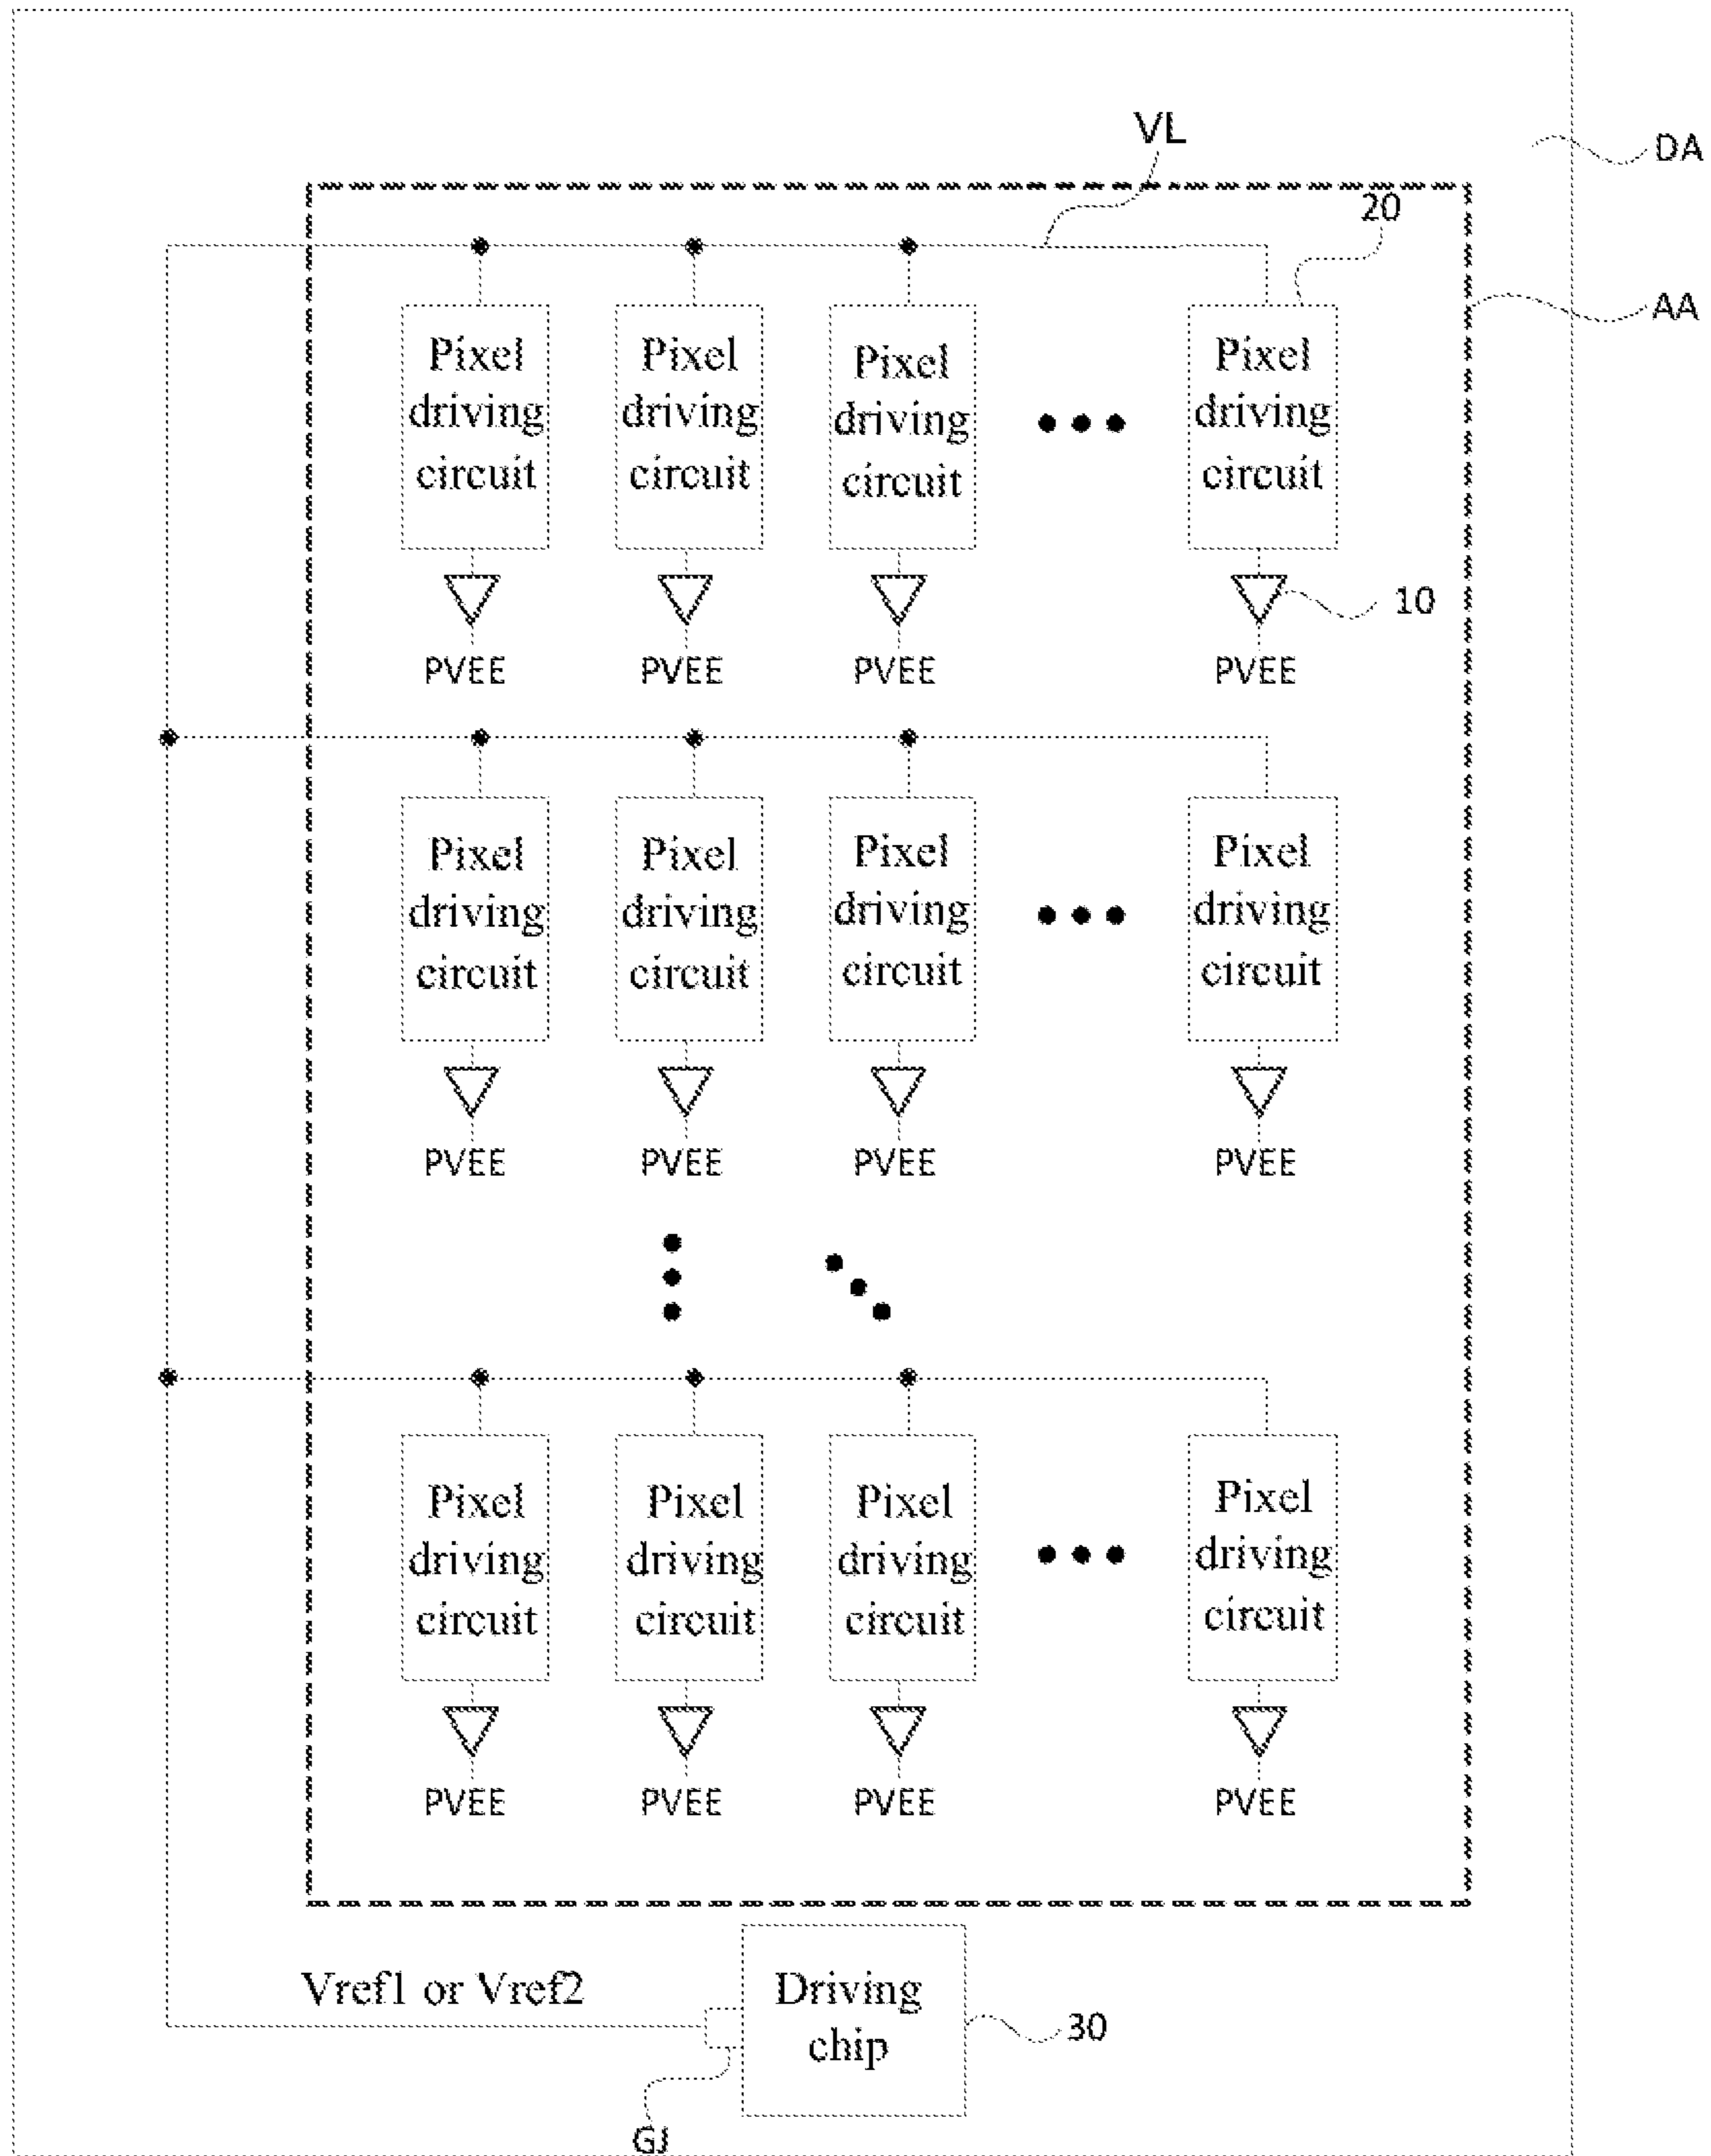 VL
DA
20
AA
Pixel driving circuit
Pixel driving circuit
Pixel driving circuit
Pixel driving circuit
10
PVEE PVEE PVEE PVEE
Pixel driving circuit
Pixel driving circuit
Pixel driving circuit
Pixel driving circuit
PVEE PVEE PVEE PVEE
Pixel driving circuit
Pixel driving circuit
Pixel driving circuit
Pixel driving circuit
PVEE PVEE PVEE PVEE
Vref1 or Vref2
Driving
chip
30
GJ